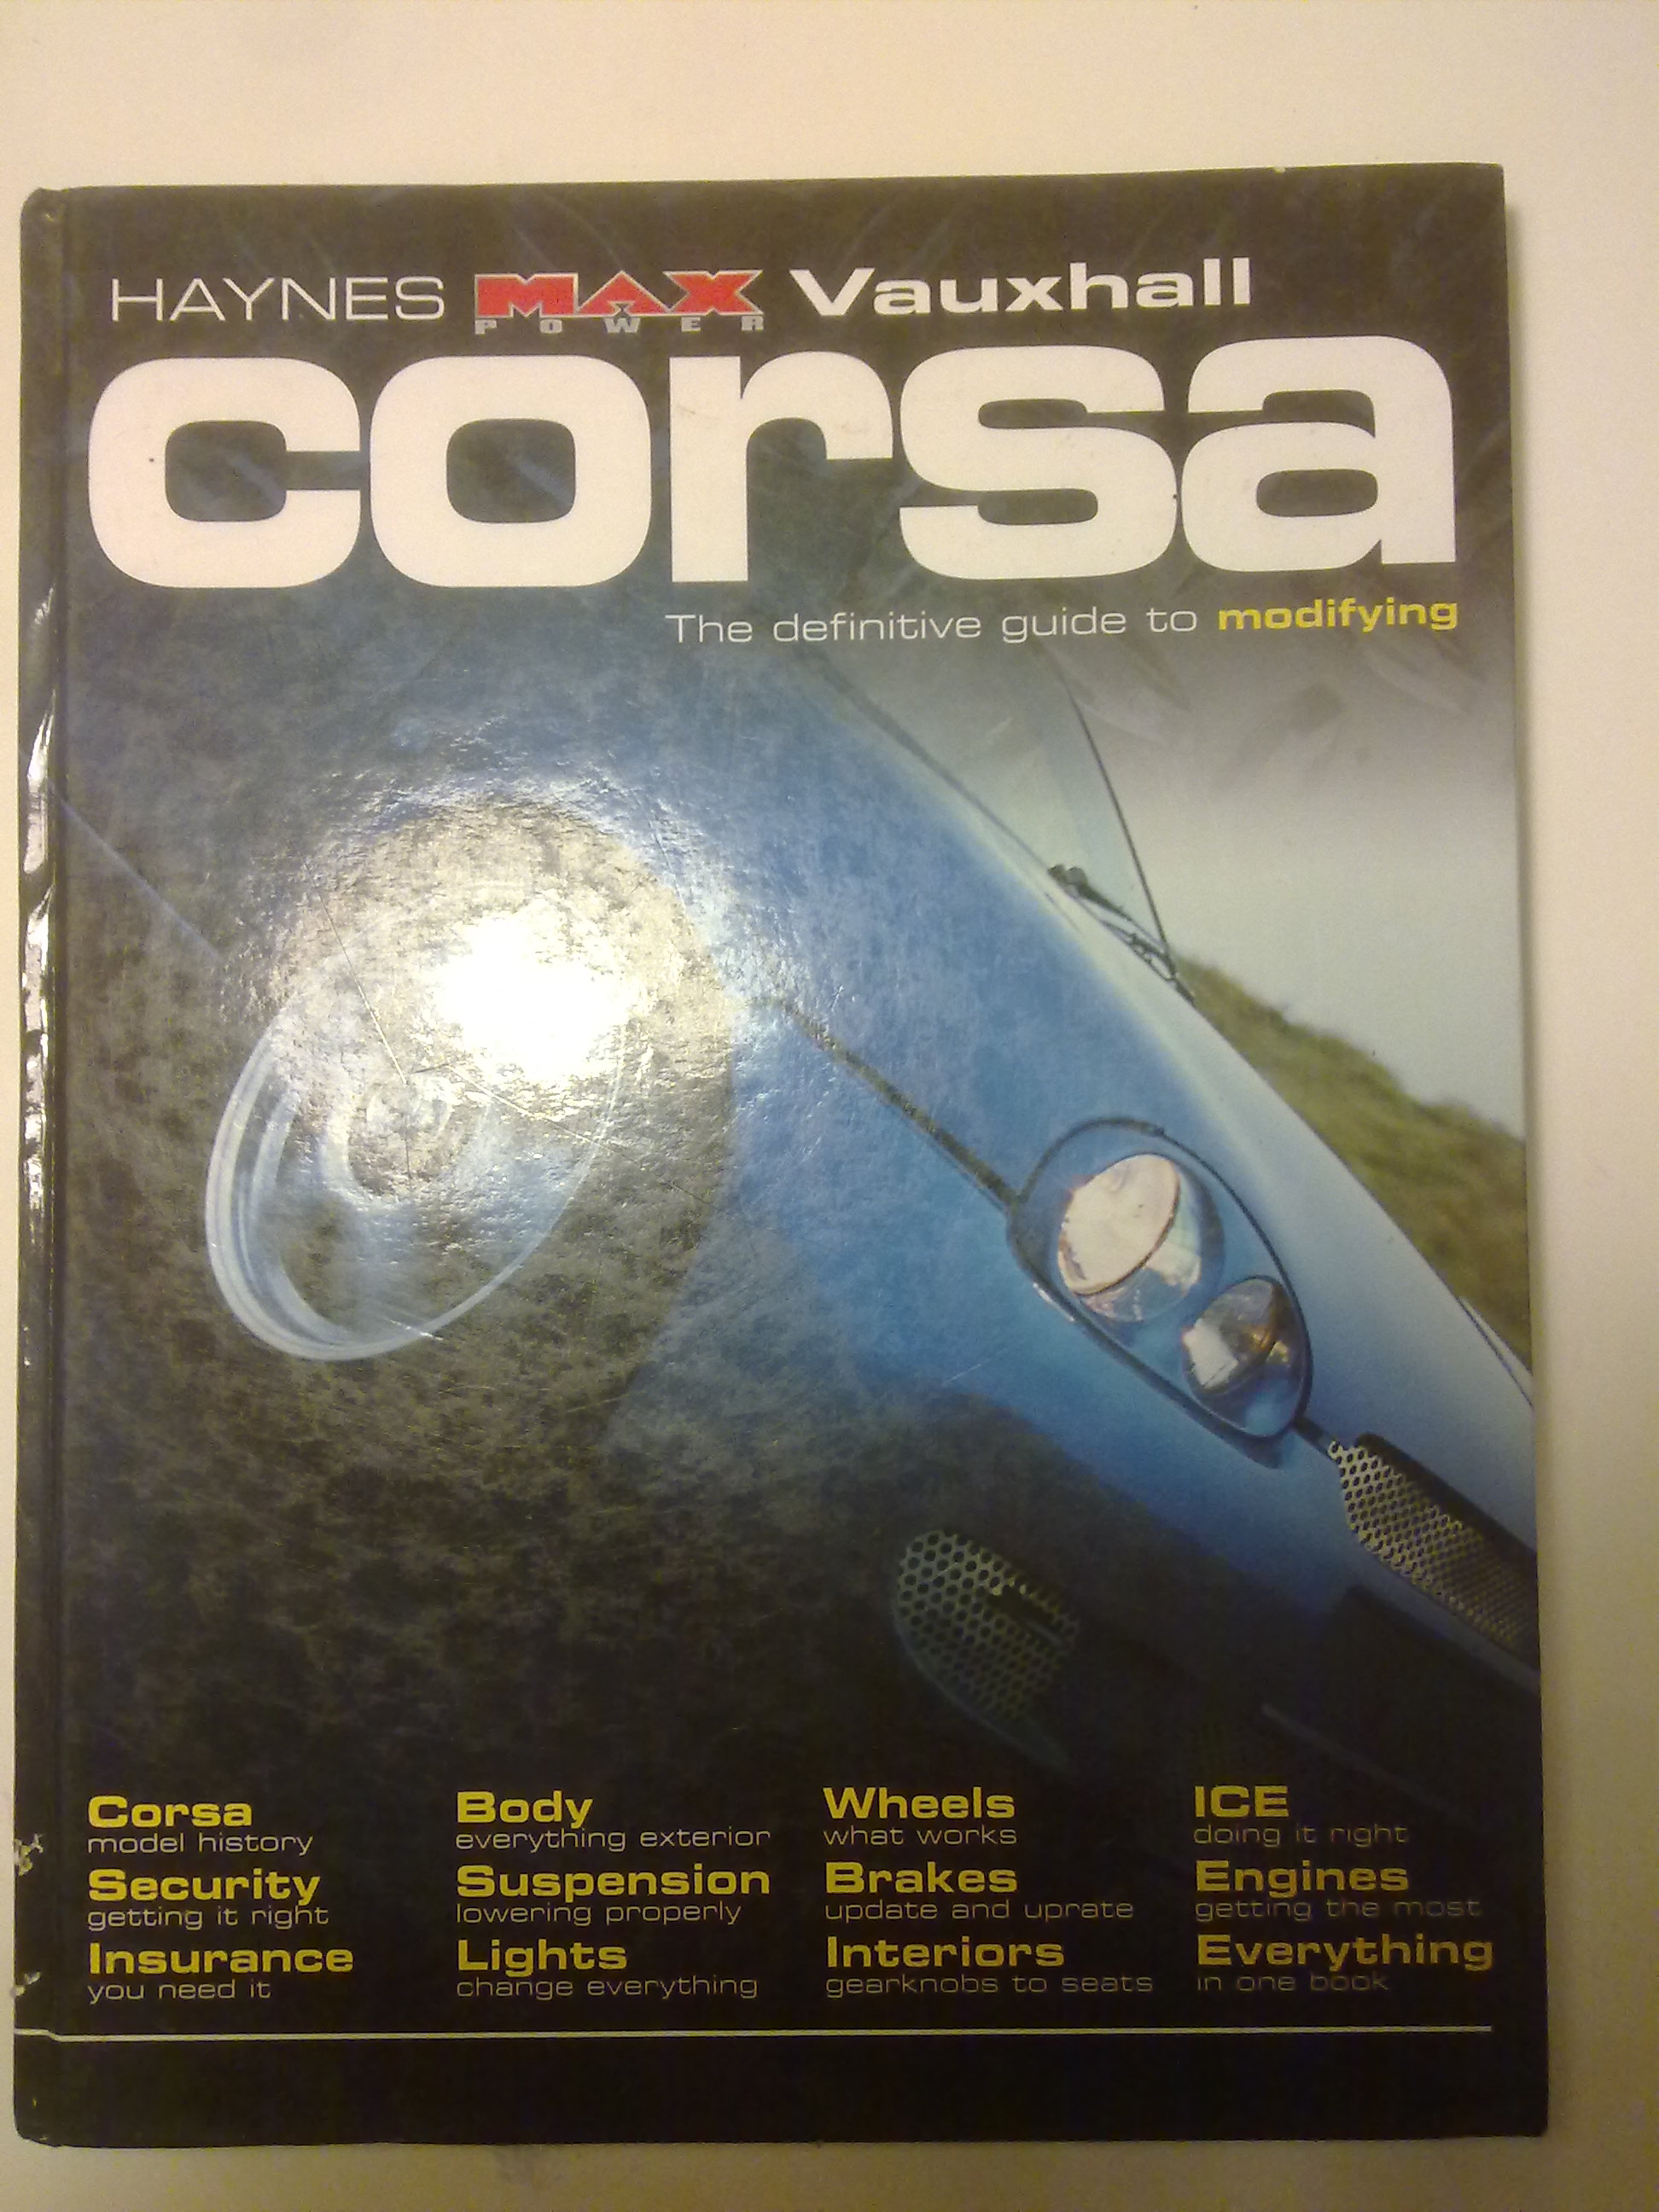 HAYNES MAX POWER Vauxhall
corsa
The definitive guide to modifying
Corsa
model history
Security
getting it right
Insurance
you need it
Body
everything exterior
Suspension
lowering properly
Lights
change everything
Wheels
what works
Brakes
update and uprate
Interiors
gearknobs to seats
ICE
doing it right
Engines
getting the most
Everything
in one book